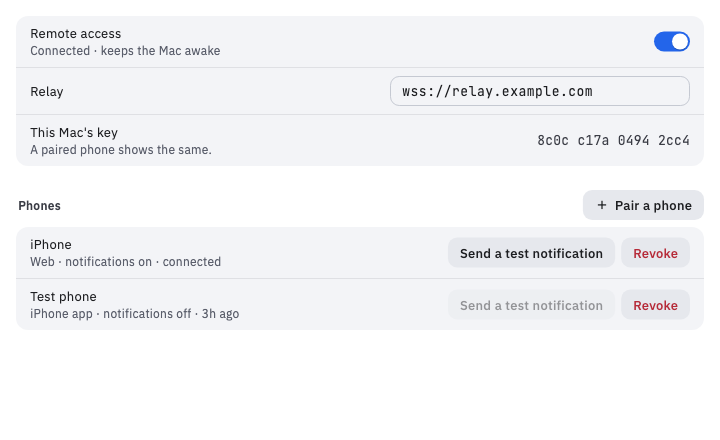 Remote access
Connected · keeps the Mac awake
Relay
wss://relay.example.com
This Mac's key
A paired phone shows the same.
8c0c c17a 0494 2cc4
Phones
+ Pair a phone
iPhone
Web · notifications on · connected
Send a test notification
Revoke
Test phone
iPhone app · notifications off · 3h ago
Send a test notification
Revoke